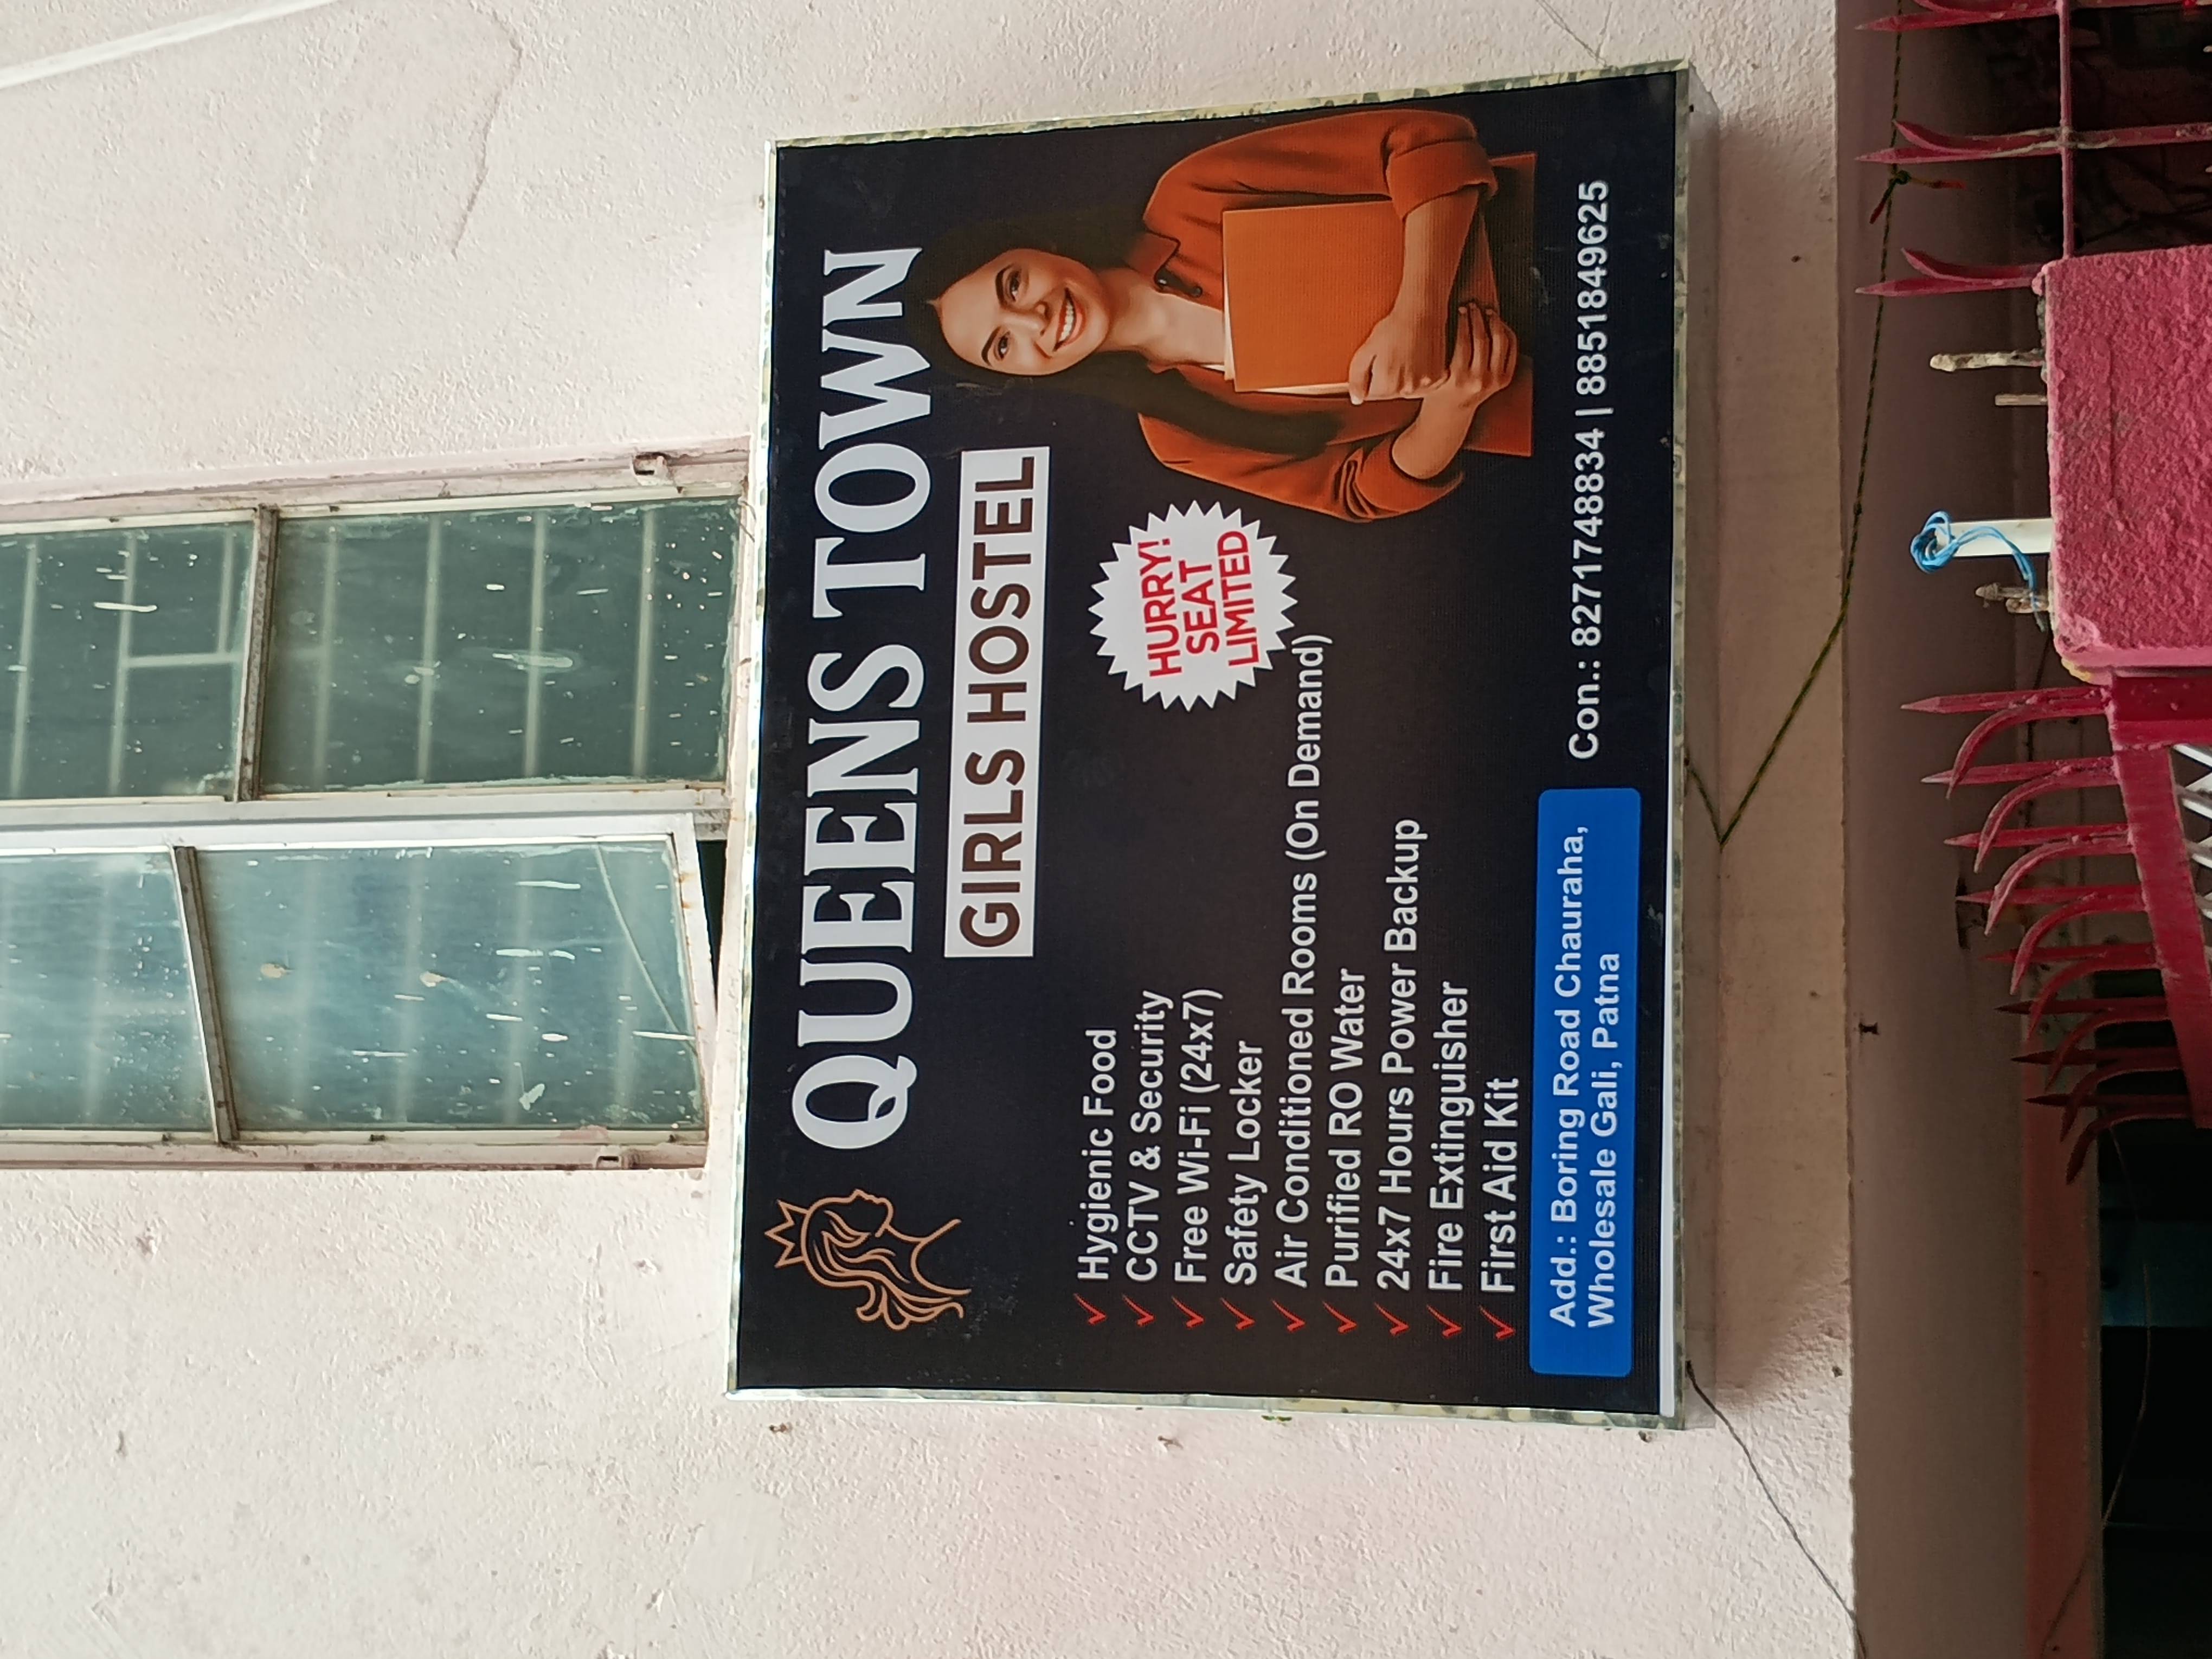 QUEENS TOWN
GIRLS HOSTEL
HURRY!
SEAT
LIMITED
Hygienic Food
CCTV & Security
Free Wi-Fi (24x7)
Safety Locker
Air Conditioned Rooms (On Demand)
Purified RO Water
24x7 Hours Power Backup
Fire Extinguisher
First Aid Kit
Add.: Boring Road Chauraha,
Wholesale Gali, Patna
Con.: 8271748834 | 8851849625